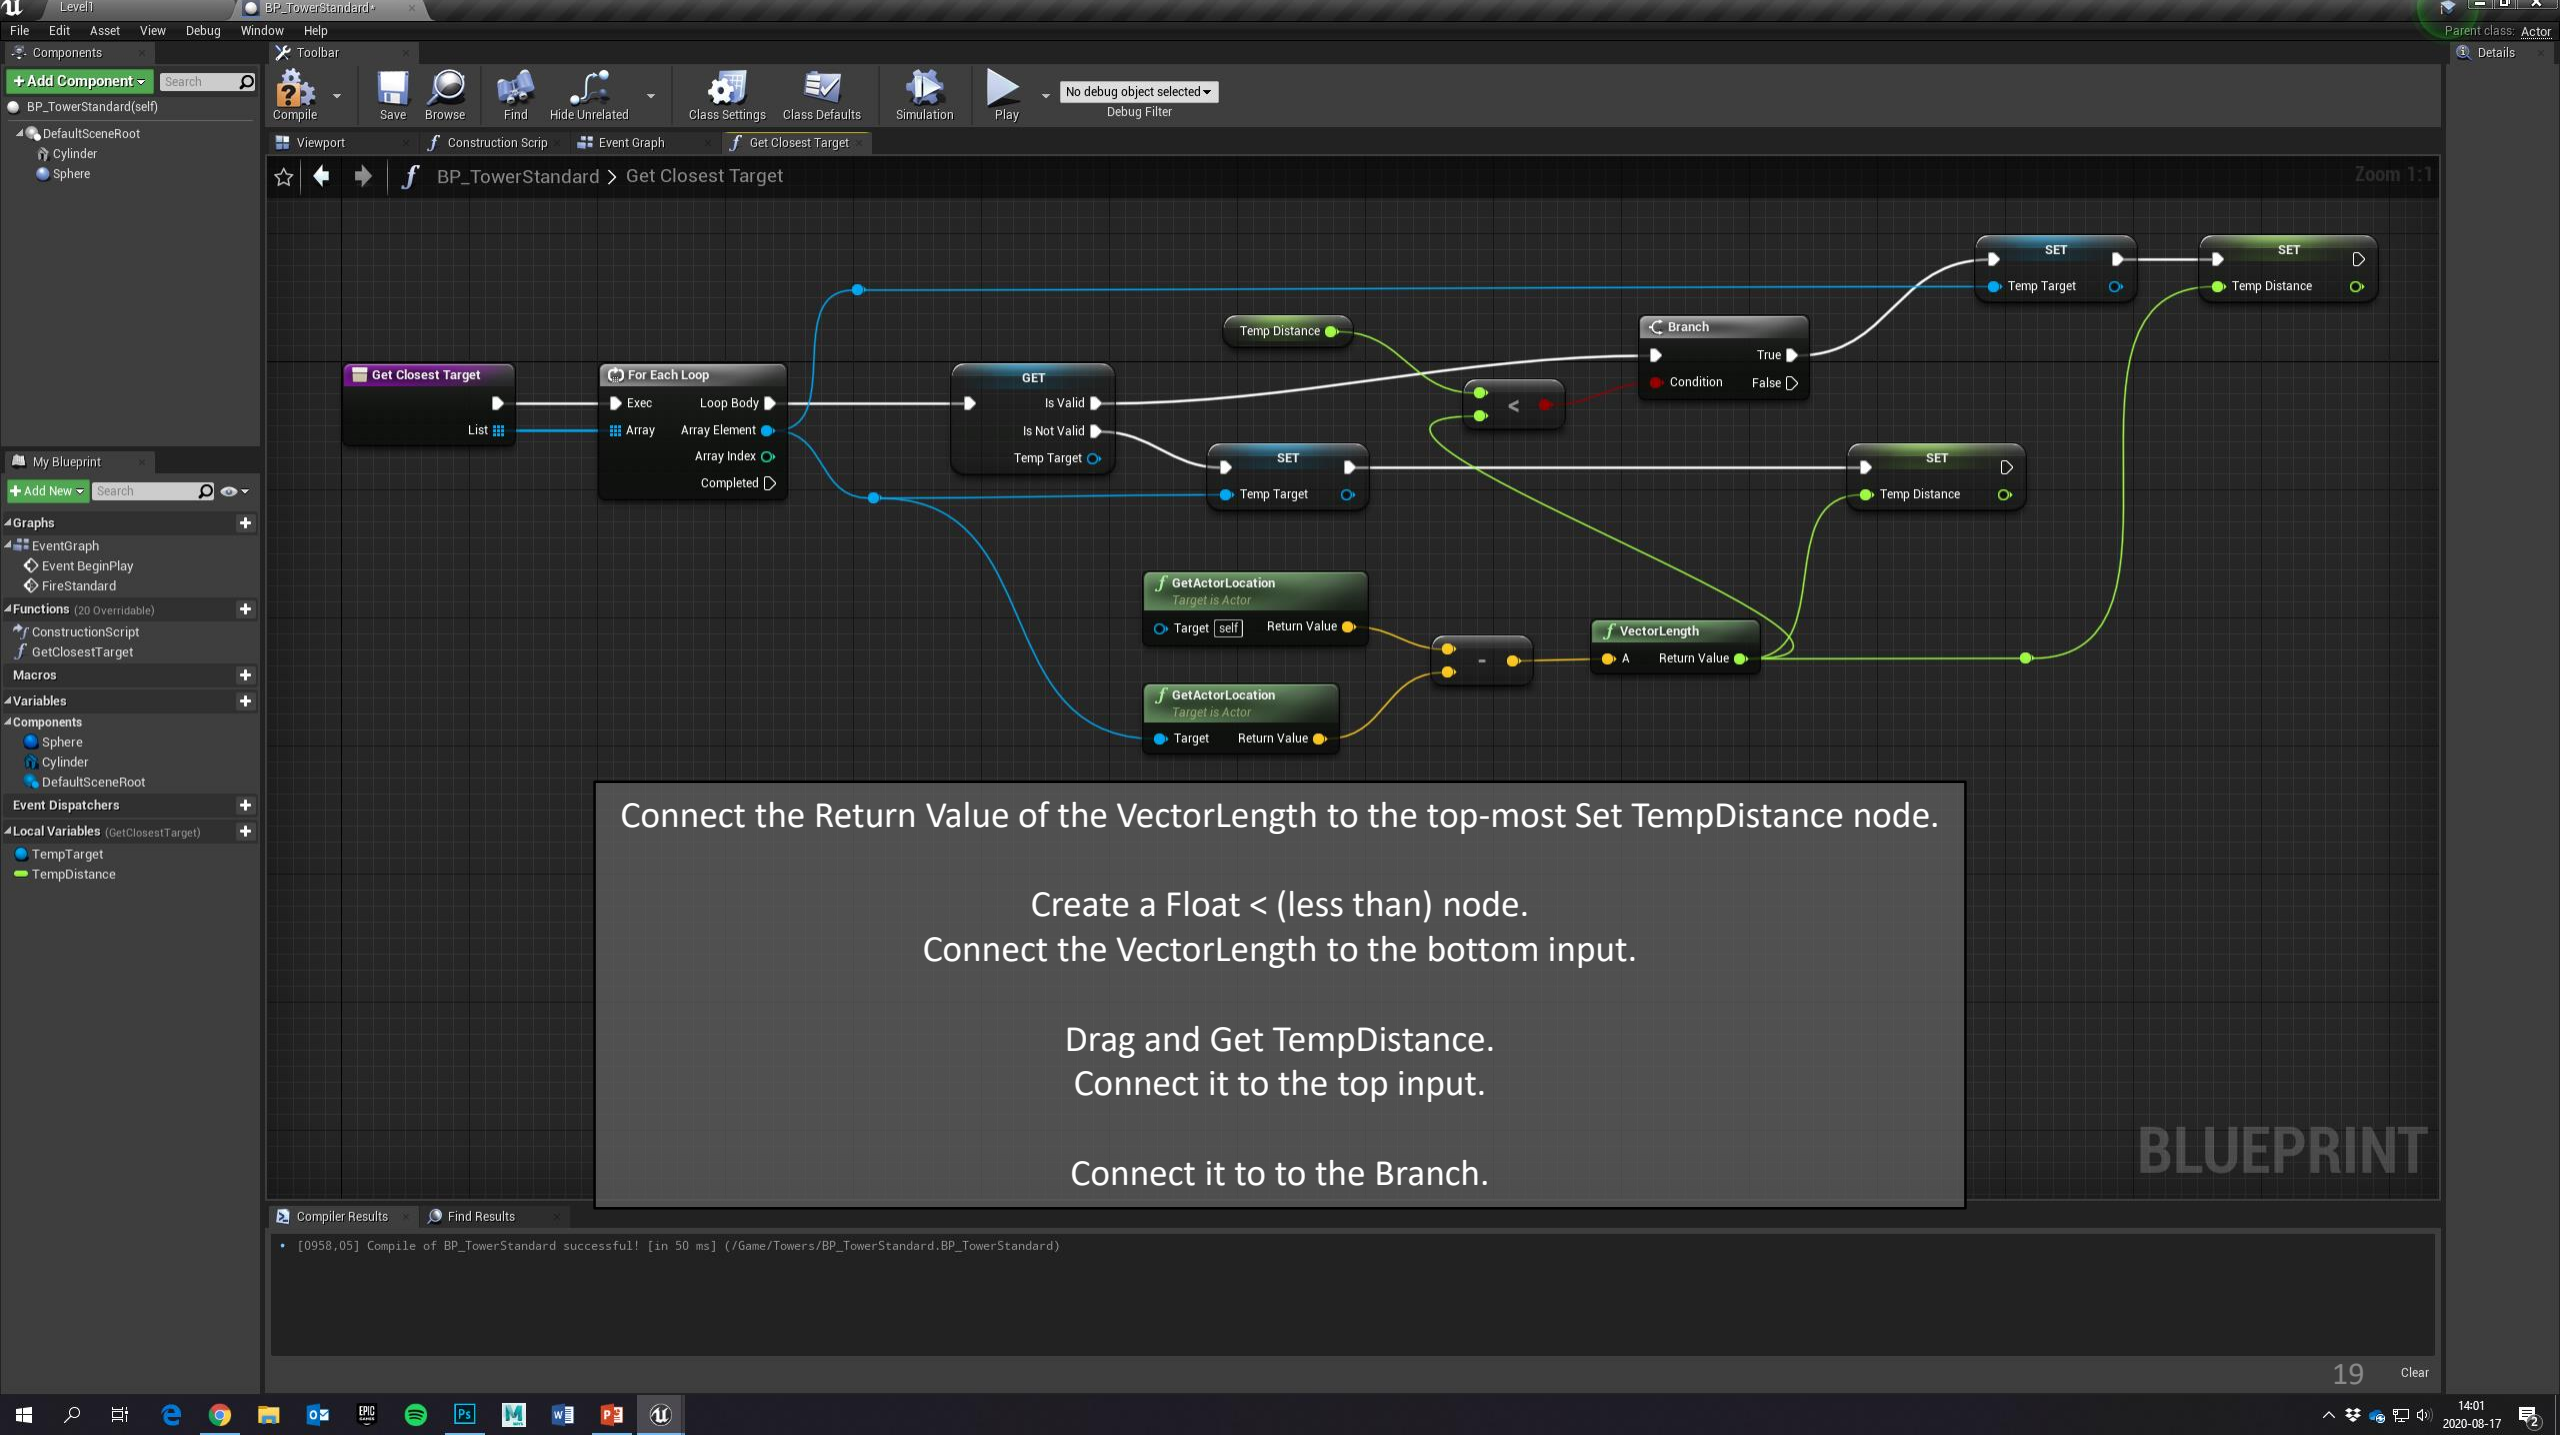 Level1
BP_TowerStandard*
File Edit Asset View Debug Window Help
Parent class: Actor
Components
Toolbar
Details
+Add Component
Search
BP_TowerStandard(self)
DefaultSceneRoot
Cylinder
Sphere
Compile
Save
Browse
Find
Hide Unrelated
Class Settings
Class Defaults
Simulation
Play
No debug object selected
Debug Filter
Viewport
Construction Scrip
Event Graph
Get Closest Target
BP_TowerStandard > Get Closest Target
Zoom 1:1
My Blueprint
+Add New
Search
Graphs
EventGraph
Event BeginPlay
FireStandard
Functions (20 Overridable)
ConstructionScript
GetClosestTarget
Macros
Variables
Components
Sphere
Cylinder
DefaultSceneRoot
Event Dispatchers
Local Variables (GetClosestTarget)
TempTarget
TempDistance
Get Closest Target
List
For Each Loop
Exec Loop Body
Array Array Element
Array Index
Completed
GET
Is Valid
Is Not Valid
Temp Target
Temp Distance
<
Branch
True
Condition False
SET
Temp Target
SET
Temp Distance
SET
Temp Target
SET
Temp Distance
GetActorLocation
Target is Actor
Target self Return Value
GetActorLocation
Target is Actor
Target Return Value
-
VectorLength
A Return Value
Connect the Return Value of the VectorLength to the top-most Set TempDistance node.
Create a Float < (less than) node.
Connect the VectorLength to the bottom input.
Drag and Get TempDistance.
Connect it to the top input.
Connect it to to the Branch.
BLUEPRINT
Compiler Results
Find Results
[0958,05] Compile of BP_TowerStandard successful! [in 50 ms] (/Game/Towers/BP_TowerStandard.BP_TowerStandard)
19
Clear
EPIC
GAMES
Ps
14:01
2020-08-17
2